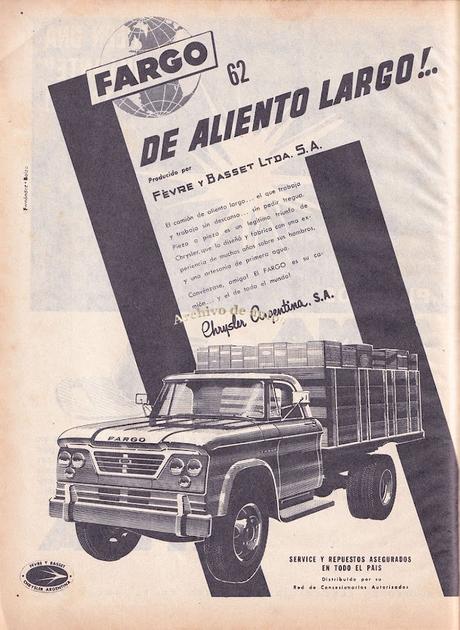 FARGO
62
DE ALIENTO LARGO!..
Producido por
FÈVRE Y BASSET LTDA. S.A.
El camión de aliento largo... el que trabaja
y trabaja sin descanso... sin pedir tregua.
Pieza a pieza es un legítimo triunfo de
Chrysler, que lo diseñó y fabrica con una ex-
periencia de muchos años sobre sus hombros,
y una artesanía de primera agua.
Convénzase, amigo! El FARGO es su ca-
mión... y el de todo el mundo!
Archivo de
Chrysler Argentina, S.A.
FARGO
SERVICE Y REPUESTOS ASEGURADOS
EN TODO EL PAIS
Distribuido por su
Red de Concesionarios Autorizados
FEVRE Y BASSET
CHRYSLER ARGENTINA